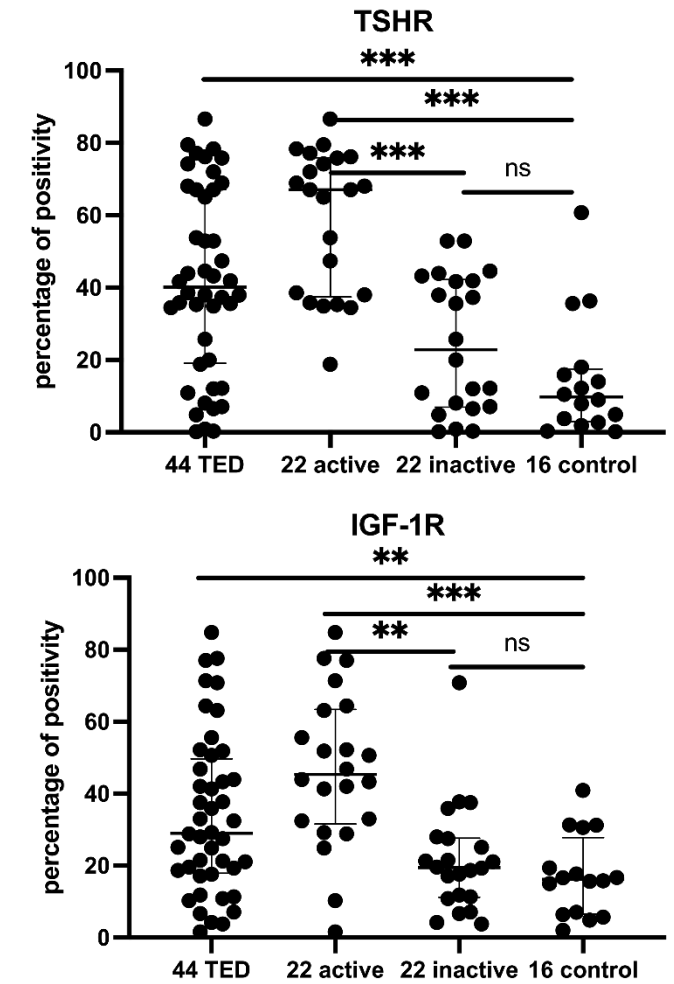 TSHR
***
***
***
ns
percentage of positivity
100
80
60
40
20
0
44 TED 22 active 22 inactive 16 control
IGF-1R
**
***
**
ns
percentage of positivity
100
80
60
40
20
0
44 TED 22 active 22 inactive 16 control